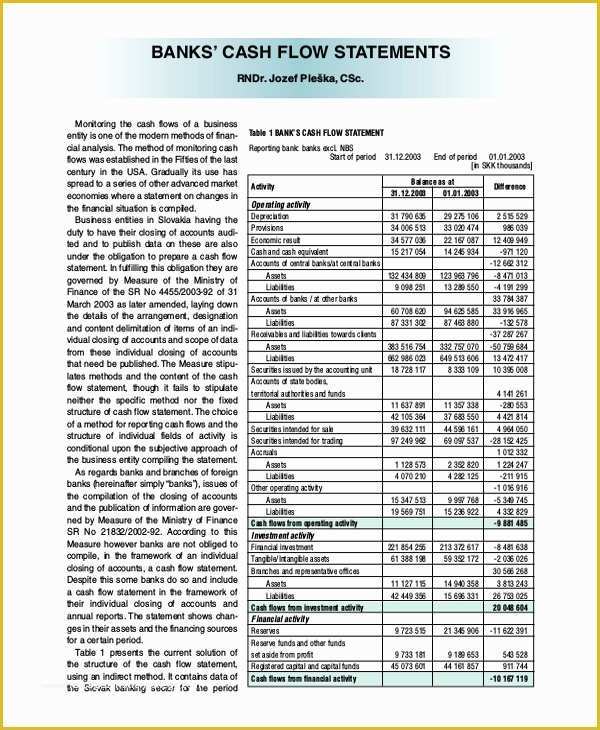 BANKS’ CASH FLOW STATEMENTS
RNDr. Jozef Pleška, CSc.
Monitoring the cash flows of a business
entity is one of the modern methods of finan-
cial analysis. The method of monitoring cash
flows was established in the Fifties of the last
century in the USA. Gradually its use has
spread to a series of other advanced market
economies where a statement on changes in
the financial situation is compiled.
Business entities in Slovakia having the
duty to have their closing of accounts audi-
ted and to publish data on these are also
under the obligation to prepare a cash flow
statement. In fulfilling this obligation they are
governed by Measure of the Ministry of
Finance of the SR No 4455/2003-92 of 31
March 2003 as later amended, laying down
the details of the arrangement, designation
and content delimitation of items of an indi-
vidual closing of accounts and scope of data
from these individual closing of accounts
that need be published. The Measure stipu-
lates methods and the content of the cash
flow statement, though it fails to stipulate
neither the specific method nor the fixed
structure of cash flow statement. The choice
of a method for reporting cash flows and the
structure of individual fields of activity is
conditional upon the subjective approach of
the business entity compiling the statement.
As regards banks and branches of foreign
banks (hereinafter simply “banks”), issues of
the compilation of the closing of accounts
and the publication of information are gover-
ned by Measure of the Ministry of Finance
SR No 21832/2002-92. According to this
Measure however banks are not obliged to
compile, in the framework of an individual
closing of accounts, a cash flow statement.
Despite this some banks do so and include
a cash flow statement in the framework of
their individual closing of accounts and
annual reports. The statement shows chan-
ges in their assets and the financing sources
for a certain period.
Table 1 presents the current solution of
the structure of the cash flow statement,
using an indirect method. It contains data of
the Slovak banking sector for the period
Table 1 BANK’S CASH FLOW STATEMENT
Reporting bank: banks excl. NBS
Start of period 31.12.2003 End of period 01.01.2003
[in SKK thousands]
Activity Balance as at Difference
31.12.2003 01.01.2003
Operating activity
Depreciation 31 790 635 29 275 106 2 515 529
Provisions 34 006 513 33 020 474 986 039
Economic result 34 577 036 22 167 087 12 409 949
Cash and cash equivalent 15 217 054 14 245 934 -971 120
Accounts of central banks/at central banks -12 662 312
Assets 132 434 809 123 963 796 -8 471 013
Liabilities 9 098 251 13 289 550 -4 191 299
Accounts of banks / at other banks 33 784 387
Assets 60 708 620 94 625 585 33 916 965
Liabilities 87 331 302 87 463 880 -132 578
Receivables and liabilities towards clients -37 287 267
Assets 383 516 754 332 757 070 -50 759 684
Liabilities 662 986 023 649 513 606 13 472 417
Securities issued by the accounting unit 18 728 117 8 333 109 10 395 008
Accounts of state bodies,
territorial authorities and funds 4 141 261
Assets 11 637 891 11 357 338 -280 553
Liabilities 42 105 364 37 683 550 4 421 814
Securities intended for sale 39 632 111 44 596 161 4 964 050
Securities intended for trading 97 249 962 69 097 537 -28 152 425
Accruals 1 012 332
Assets 1 128 573 2 352 820 1 224 247
Liabilities 4 070 210 4 282 125 -211 915
Other operating activity -1 016 916
Assets 15 347 513 9 997 768 -5 349 745
Liabilities 19 569 751 15 236 922 4 332 829
Cash flows from operating activity -9 881 485
Investment activity
Financial investment 221 854 255 213 372 617 -8 481 638
Tangible/Intangible assets 61 388 198 59 352 172 -2 036 026
Branches and representative offices 30 566 268
Assets 11 127 115 14 940 358 3 813 243
Liabilities 42 449 356 15 696 331 26 753 025
Cash flows from investment activity 20 048 604
Financial activity
Reserves 9 723 515 21 345 906 -11 622 391
Reserve funds and other funds
set aside from profit 9 733 181 9 189 653 543 528
Registered capital and capital funds 45 073 601 44 161 857 911 744
Cash flows from financial activity -10 167 119